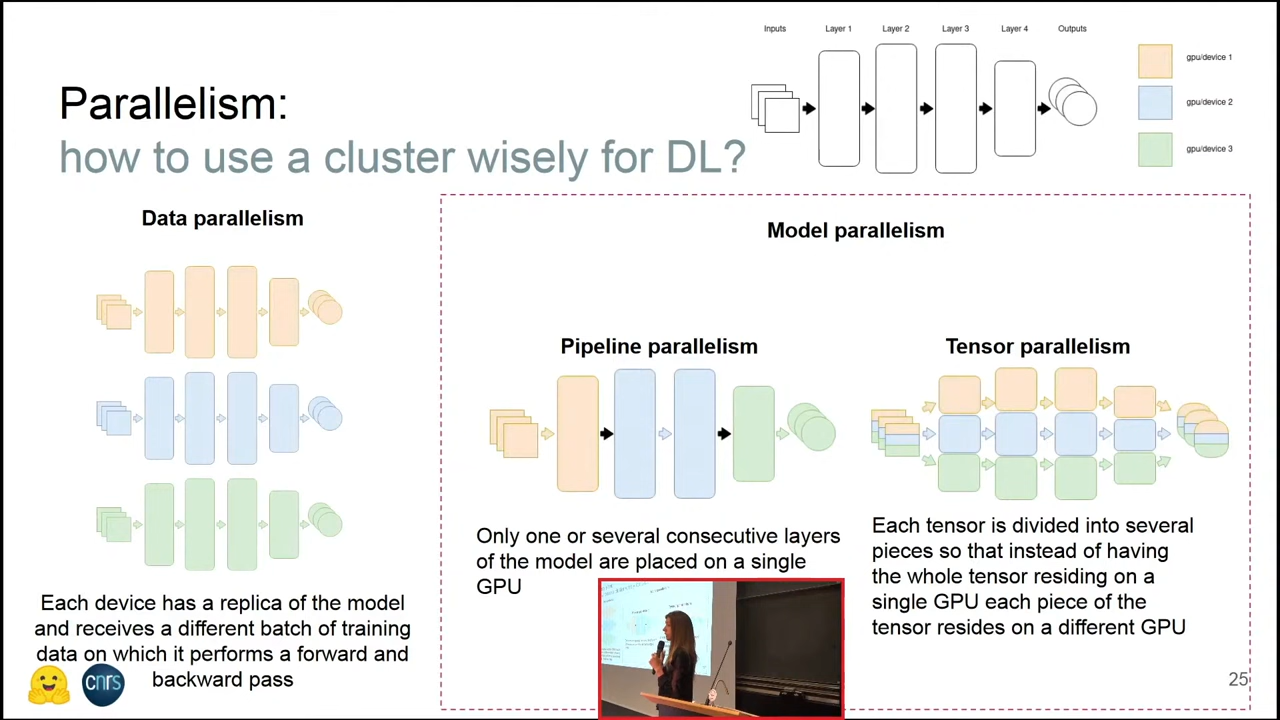 Inputs
Layer 1
Layer 2
Layer 3
Layer 4
Outputs
gpu/device 1
gpu/device 2
gpu/device 3
Parallelism:
how to use a cluster wisely for DL?
Data parallelism
Each device has a replica of the model
and receives a different batch of training
data on which it performs a forward and
backward pass
Model parallelism
Pipeline parallelism
Only one or several consecutive layers
of the model are placed on a single
GPU
Tensor parallelism
Each tensor is divided into several
pieces so that instead of having
the whole tensor residing on a
single GPU each piece of the
tensor resides on a different GPU
cnrs
25